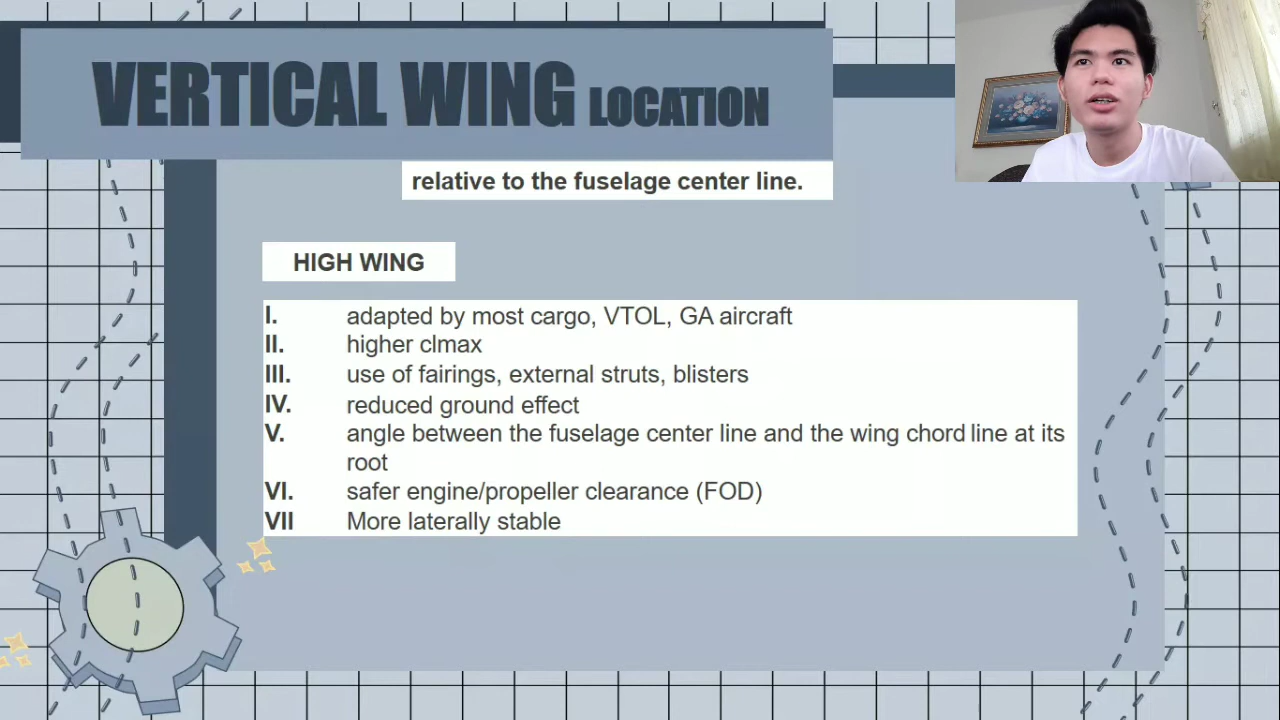 VERTICAL WING LOCATION
relative to the fuselage center line.
HIGH WING
I. adapted by most cargo, VTOL, GA aircraft
II. higher clmax
III. use of fairings, external struts, blisters
IV. reduced ground effect
V. angle between the fuselage center line and the wing chord line at its
root
VI. safer engine/propeller clearance (FOD)
VII More laterally stable